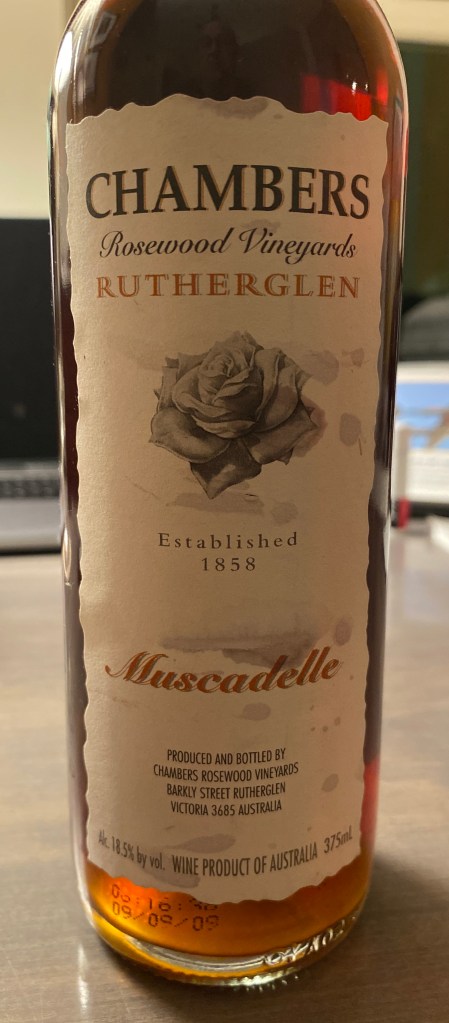 CHAMBERS
Rosewood Vineyards
RUTHERGLEN
Established
1858
Muscadelle
PRODUCED AND BOTTLED BY
CHAMBERS ROSEWOOD VINEYARDS
BARKLY STREET RUTHERGLEN
VICTORIA 3685 AUSTRALIA
Alc. 18.5% by vol. WINE PRODUCT OF AUSTRALIA 375mL